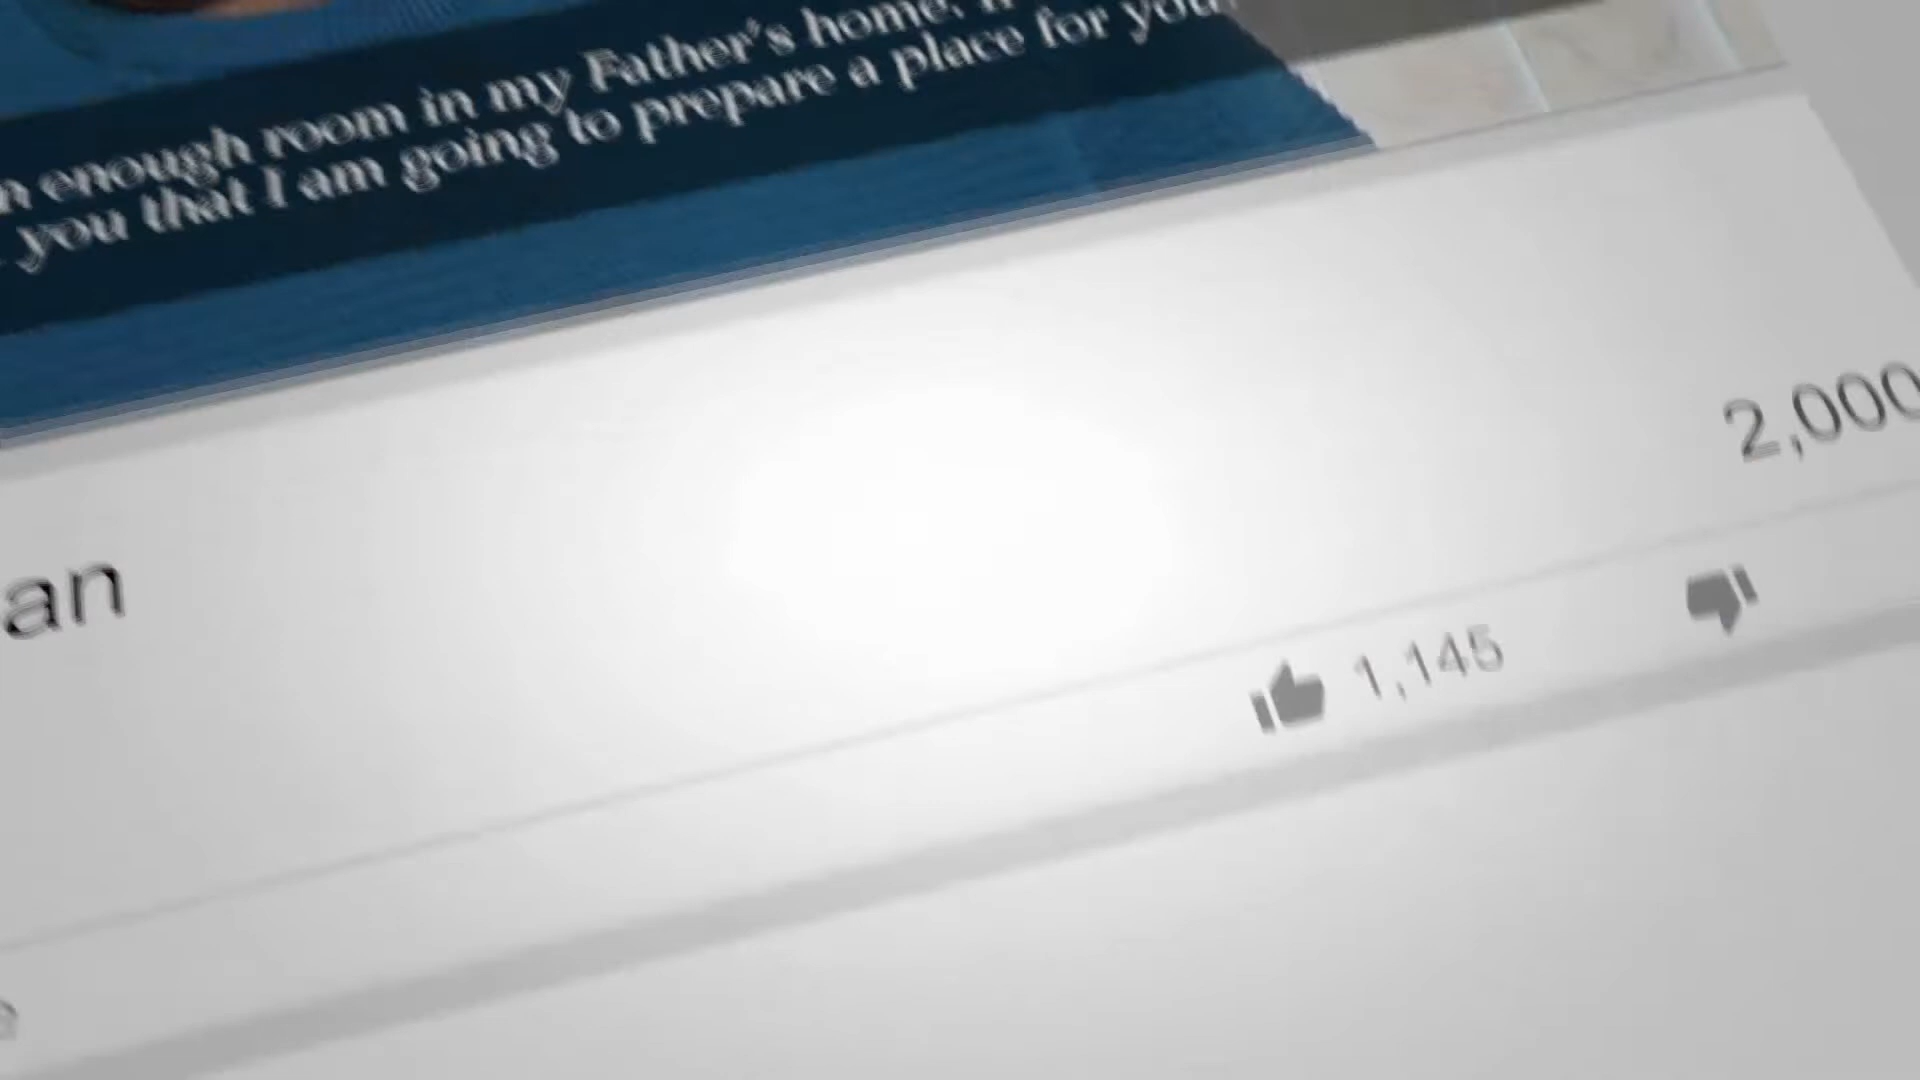 enough room in my Father's home.
you that I am going to prepare a place for you
an
2,000
1,145